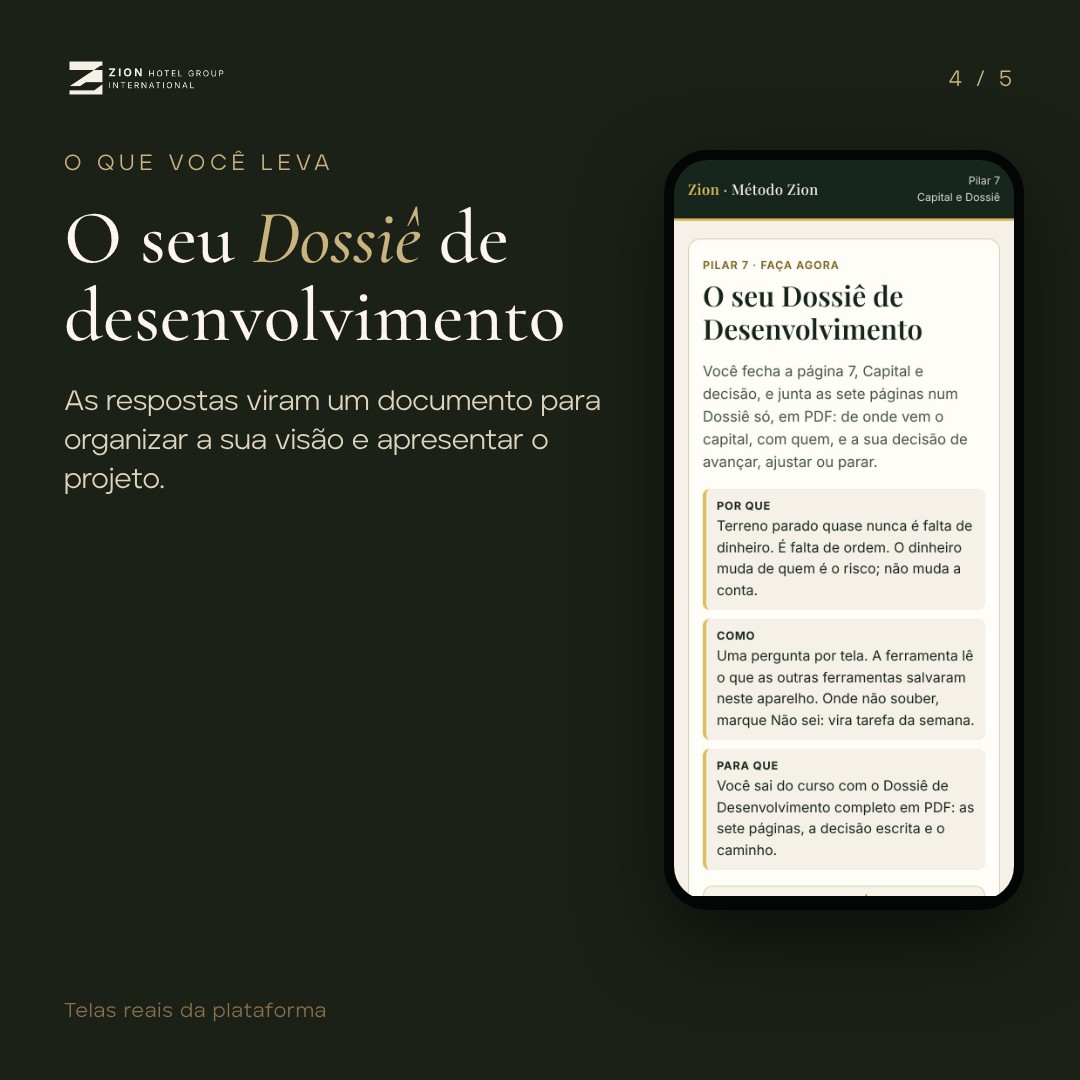 ZION HOTEL GROUP
INTERNATIONAL
4 / 5
O QUE VOCÊ LEVA
O seu Dossiê de
desenvolvimento
As respostas viram um documento para
organizar a sua visão e apresentar o
projeto.
Zion · Método Zion
Pilar 7
Capital e Dossiê
PILAR 7 · FAÇA AGORA
O seu Dossiê de
Desenvolvimento
Você fecha a página 7, Capital e
decisão, e junta as sete páginas num
Dossiê só, em PDF: de onde vem o
capital, com quem, e a sua decisão de
avançar, ajustar ou parar.
POR QUE
Terreno parado quase nunca é falta de
dinheiro. É falta de ordem. O dinheiro
muda de quem é o risco; não muda a
conta.
COMO
Uma pergunta por tela. A ferramenta lê
o que as outras ferramentas salvaram
neste aparelho. Onde não souber,
marque Não sei: vira tarefa da semana.
PARA QUE
Você sai do curso com o Dossiê de
Desenvolvimento completo em PDF: as
sete páginas, a decisão escrita e o
caminho.
Telas reais da plataforma